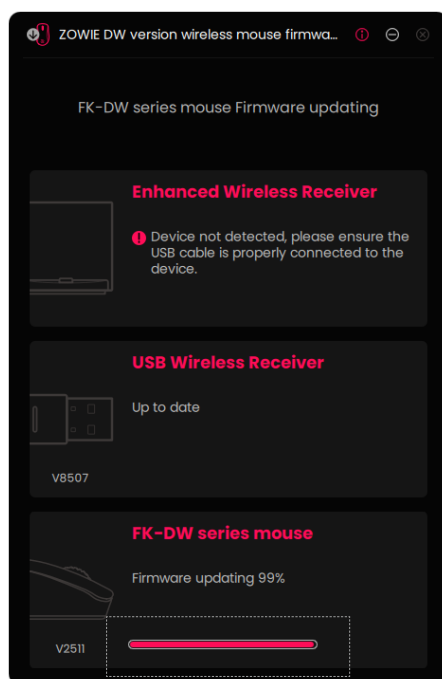 ZOWIE DW version wireless mouse firmwa...
FK-DW series mouse Firmware updating
Enhanced Wireless Receiver
Device not detected, please ensure the
USB cable is properly connected to the
device.
USB Wireless Receiver
Up to date
V8507
FK-DW series mouse
Firmware updating 99%
V2511